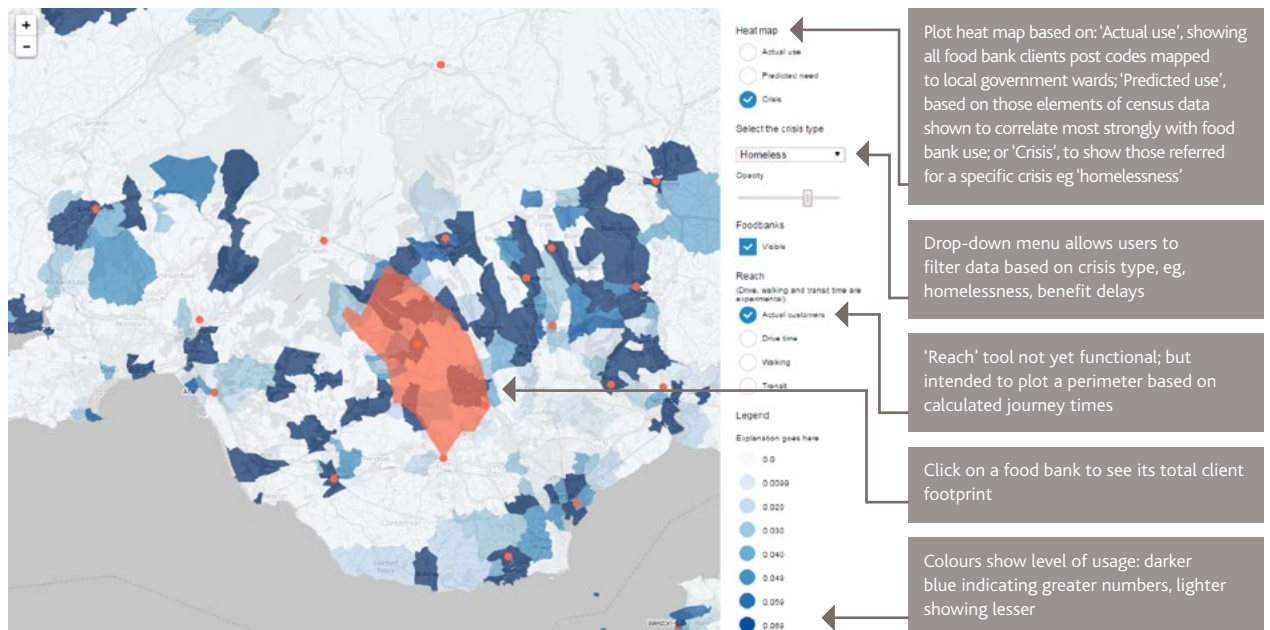 +
−
Heat map
Actual use
Predicted need
Crisis
Select the crisis type
Homeless
Opacity
Foodbanks
Visible
Reach
(Drive, walking and transit time are
experimental)
Actual customers
Drive time
Walking
Transit
Legend
Explanation goes here
0.0
0.0099
0.020
0.030
0.040
0.049
0.059
0.069
Plot heat map based on: ‘Actual use’, showing
all food bank clients post codes mapped
to local government wards; ‘Predicted use’,
based on those elements of census data
shown to correlate most strongly with food
bank use; or ‘Crisis’, to show those referred
for a specific crisis eg ‘homelessness’
Drop-down menu allows users to
filter data based on crisis type, eg,
homelessness, benefit delays
‘Reach’ tool not yet functional; but
intended to plot a perimeter based on
calculated journey times
Click on a food bank to see its total client
footprint
Colours show level of usage: darker
blue indicating greater numbers, lighter
showing lesser